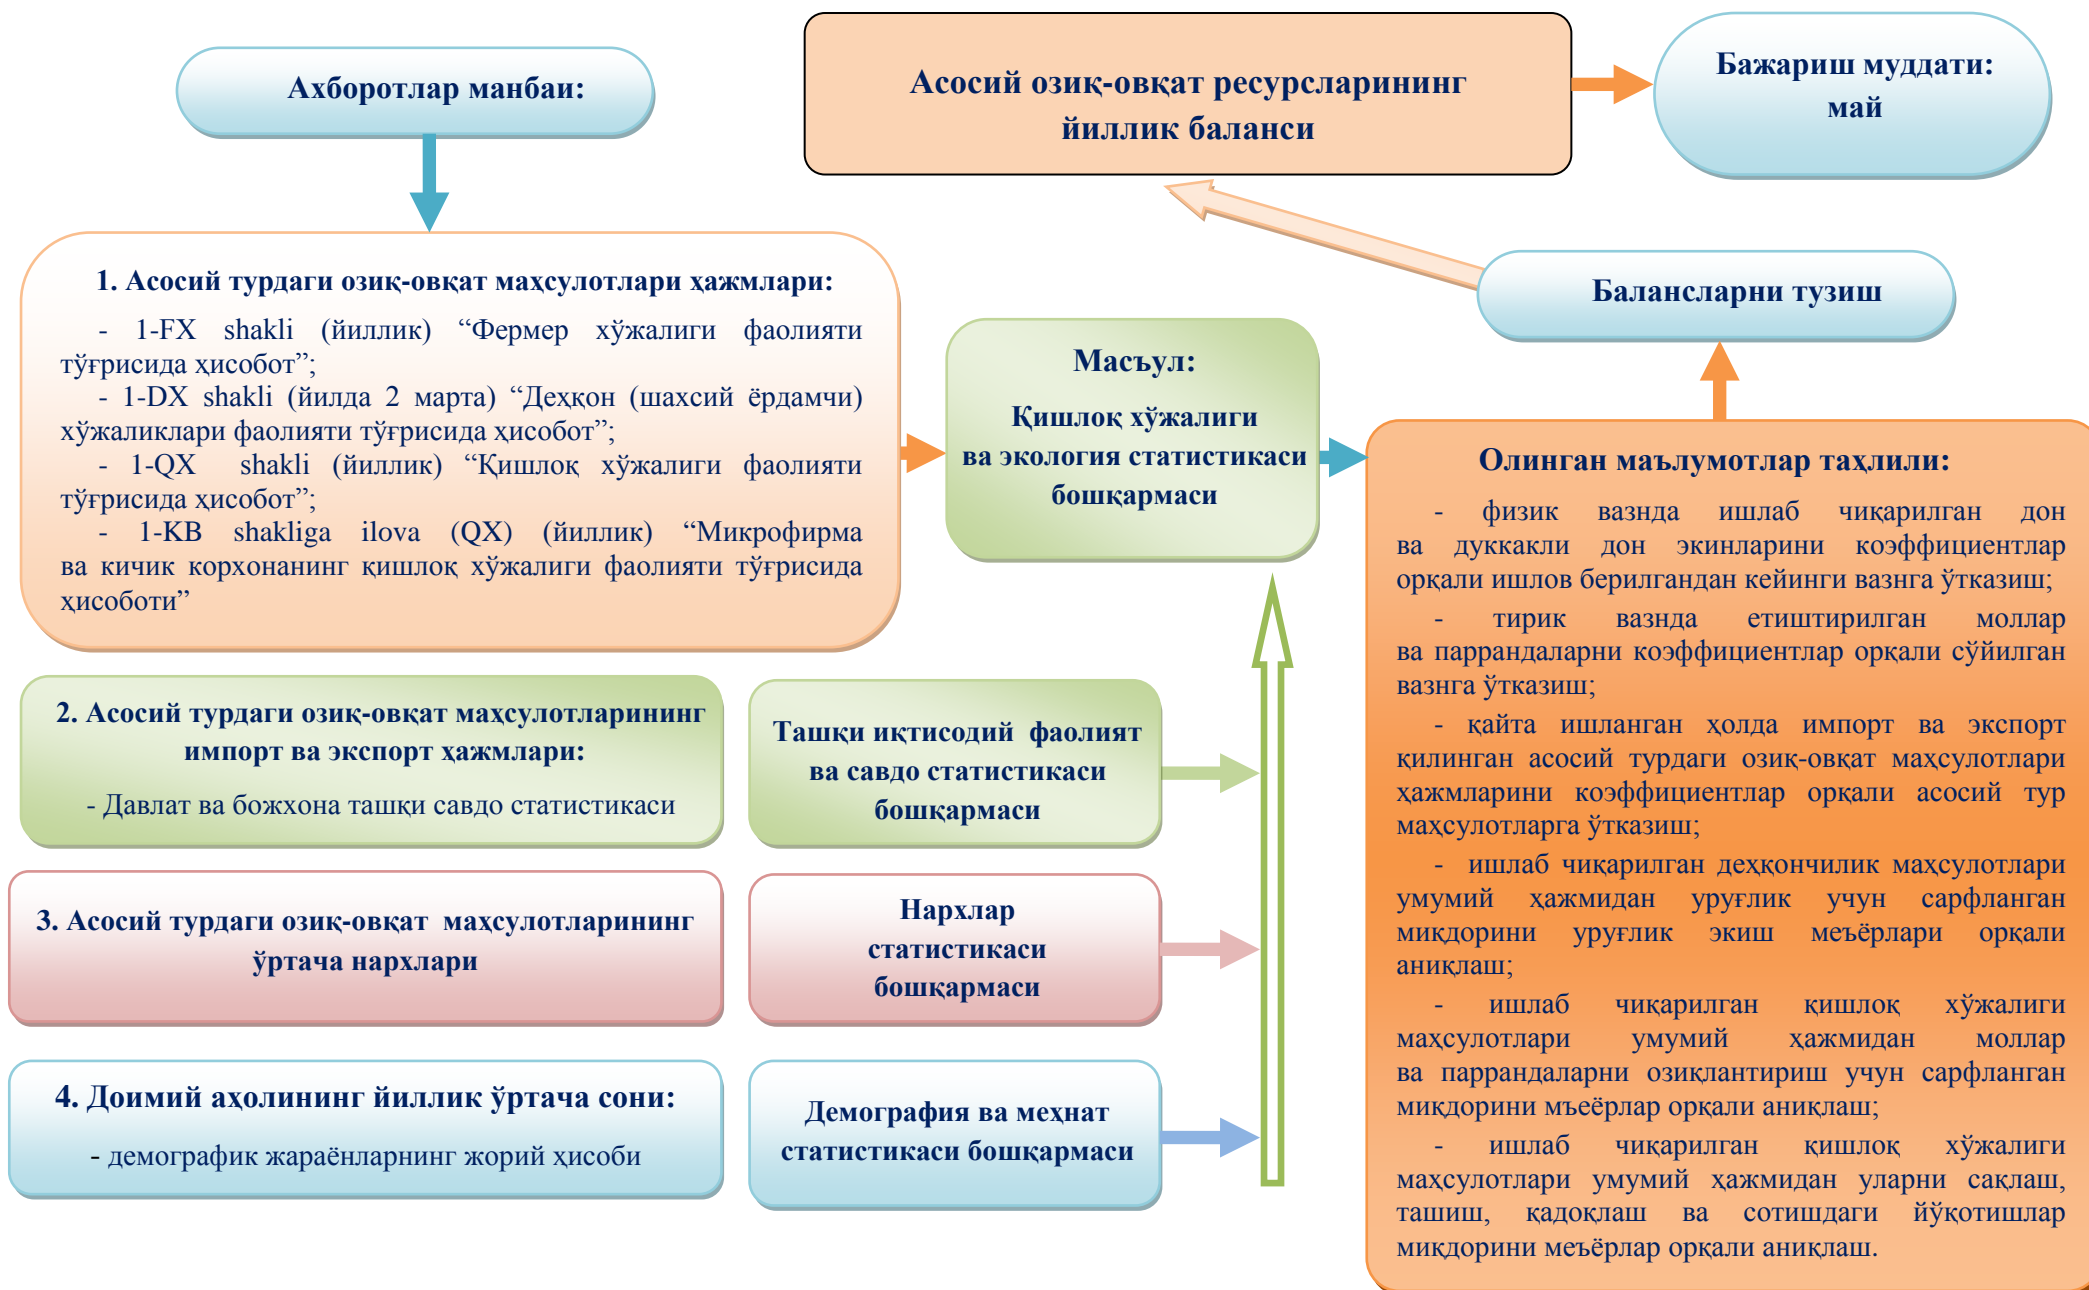 Ахборотлар манбаи:
Асосий озиқ-овқат ресурсларининг
йиллик баланси
Бажариш муддати:
май
1. Асосий турдаги озиқ-овқат маҳсулотлари ҳажмлари:
- 1-FX shakli (йиллик) “Фермер хўжалиги фаолияти
тўғрисида ҳисобот”;
- 1-DX shakli (йилда 2 марта) “Деҳқон (шахсий ёрдамчи)
хўжаликлари фаолияти тўғрисида ҳисобот”;
- 1-QX shakli (йиллик) “Қишлоқ хўжалиги фаолияти
тўғрисида ҳисобот”;
- 1-KB shakliga ilova (QX) (йиллик) “Микрофирма
ва кичик корхонанинг қишлоқ хўжалиги фаолияти тўғрисида
ҳисоботи”
Масъул:
Қишлоқ хўжалиги
ва экология статистикаси
бошқармаси
Балансларни тузиш
Олинган маълумотлар таҳлили:
- физик вазнда ишлаб чиқарилган дон
ва дуккакли дон экинларини коэффициентлар
орқали ишлов берилгандан кейинги вазнга ўтказиш;
- тирик вазнда етиштирилган моллар
ва паррандаларни коэффициентлар орқали сўйилган
вазнга ўтказиш;
- қайта ишланган ҳолда импорт ва экспорт
қилинган асосий турдаги озиқ-овқат маҳсулотлари
ҳажмларини коэффициентлар орқали асосий тур
маҳсулотларга ўтказиш;
- ишлаб чиқарилган деҳқончилик маҳсулотлари
умумий ҳажмидан уруғлик учун сарфланган
миқдорини уруғлик экиш меъёрлари орқали
аниқлаш;
- ишлаб чиқарилган қишлоқ хўжалиги
маҳсулотлари умумий ҳажмидан моллар
ва паррандаларни озиқлантириш учун сарфланган
миқдорини мъеёрлар орқали аниқлаш;
- ишлаб чиқарилган қишлоқ хўжалиги
маҳсулотлари умумий ҳажмидан уларни сақлаш,
ташиш, қадоқлаш ва сотишдаги йўқотишлар
миқдорини меъёрлар орқали аниқлаш.
2. Асосий турдаги озиқ-овқат маҳсулотларининг
импорт ва экспорт ҳажмлари:
- Давлат ва божхона ташқи савдо статистикаси
Ташқи иқтисодий фаолият
ва савдо статистикаси
бошқармаси
3. Асосий турдаги озиқ-овқат маҳсулотларининг
ўртача нархлари
Нархлар
статистикаси
бошқармаси
4. Доимий аҳолининг йиллик ўртача сони:
- демографик жараёнларнинг жорий ҳисоби
Демография ва меҳнат
статистикаси бошқармаси